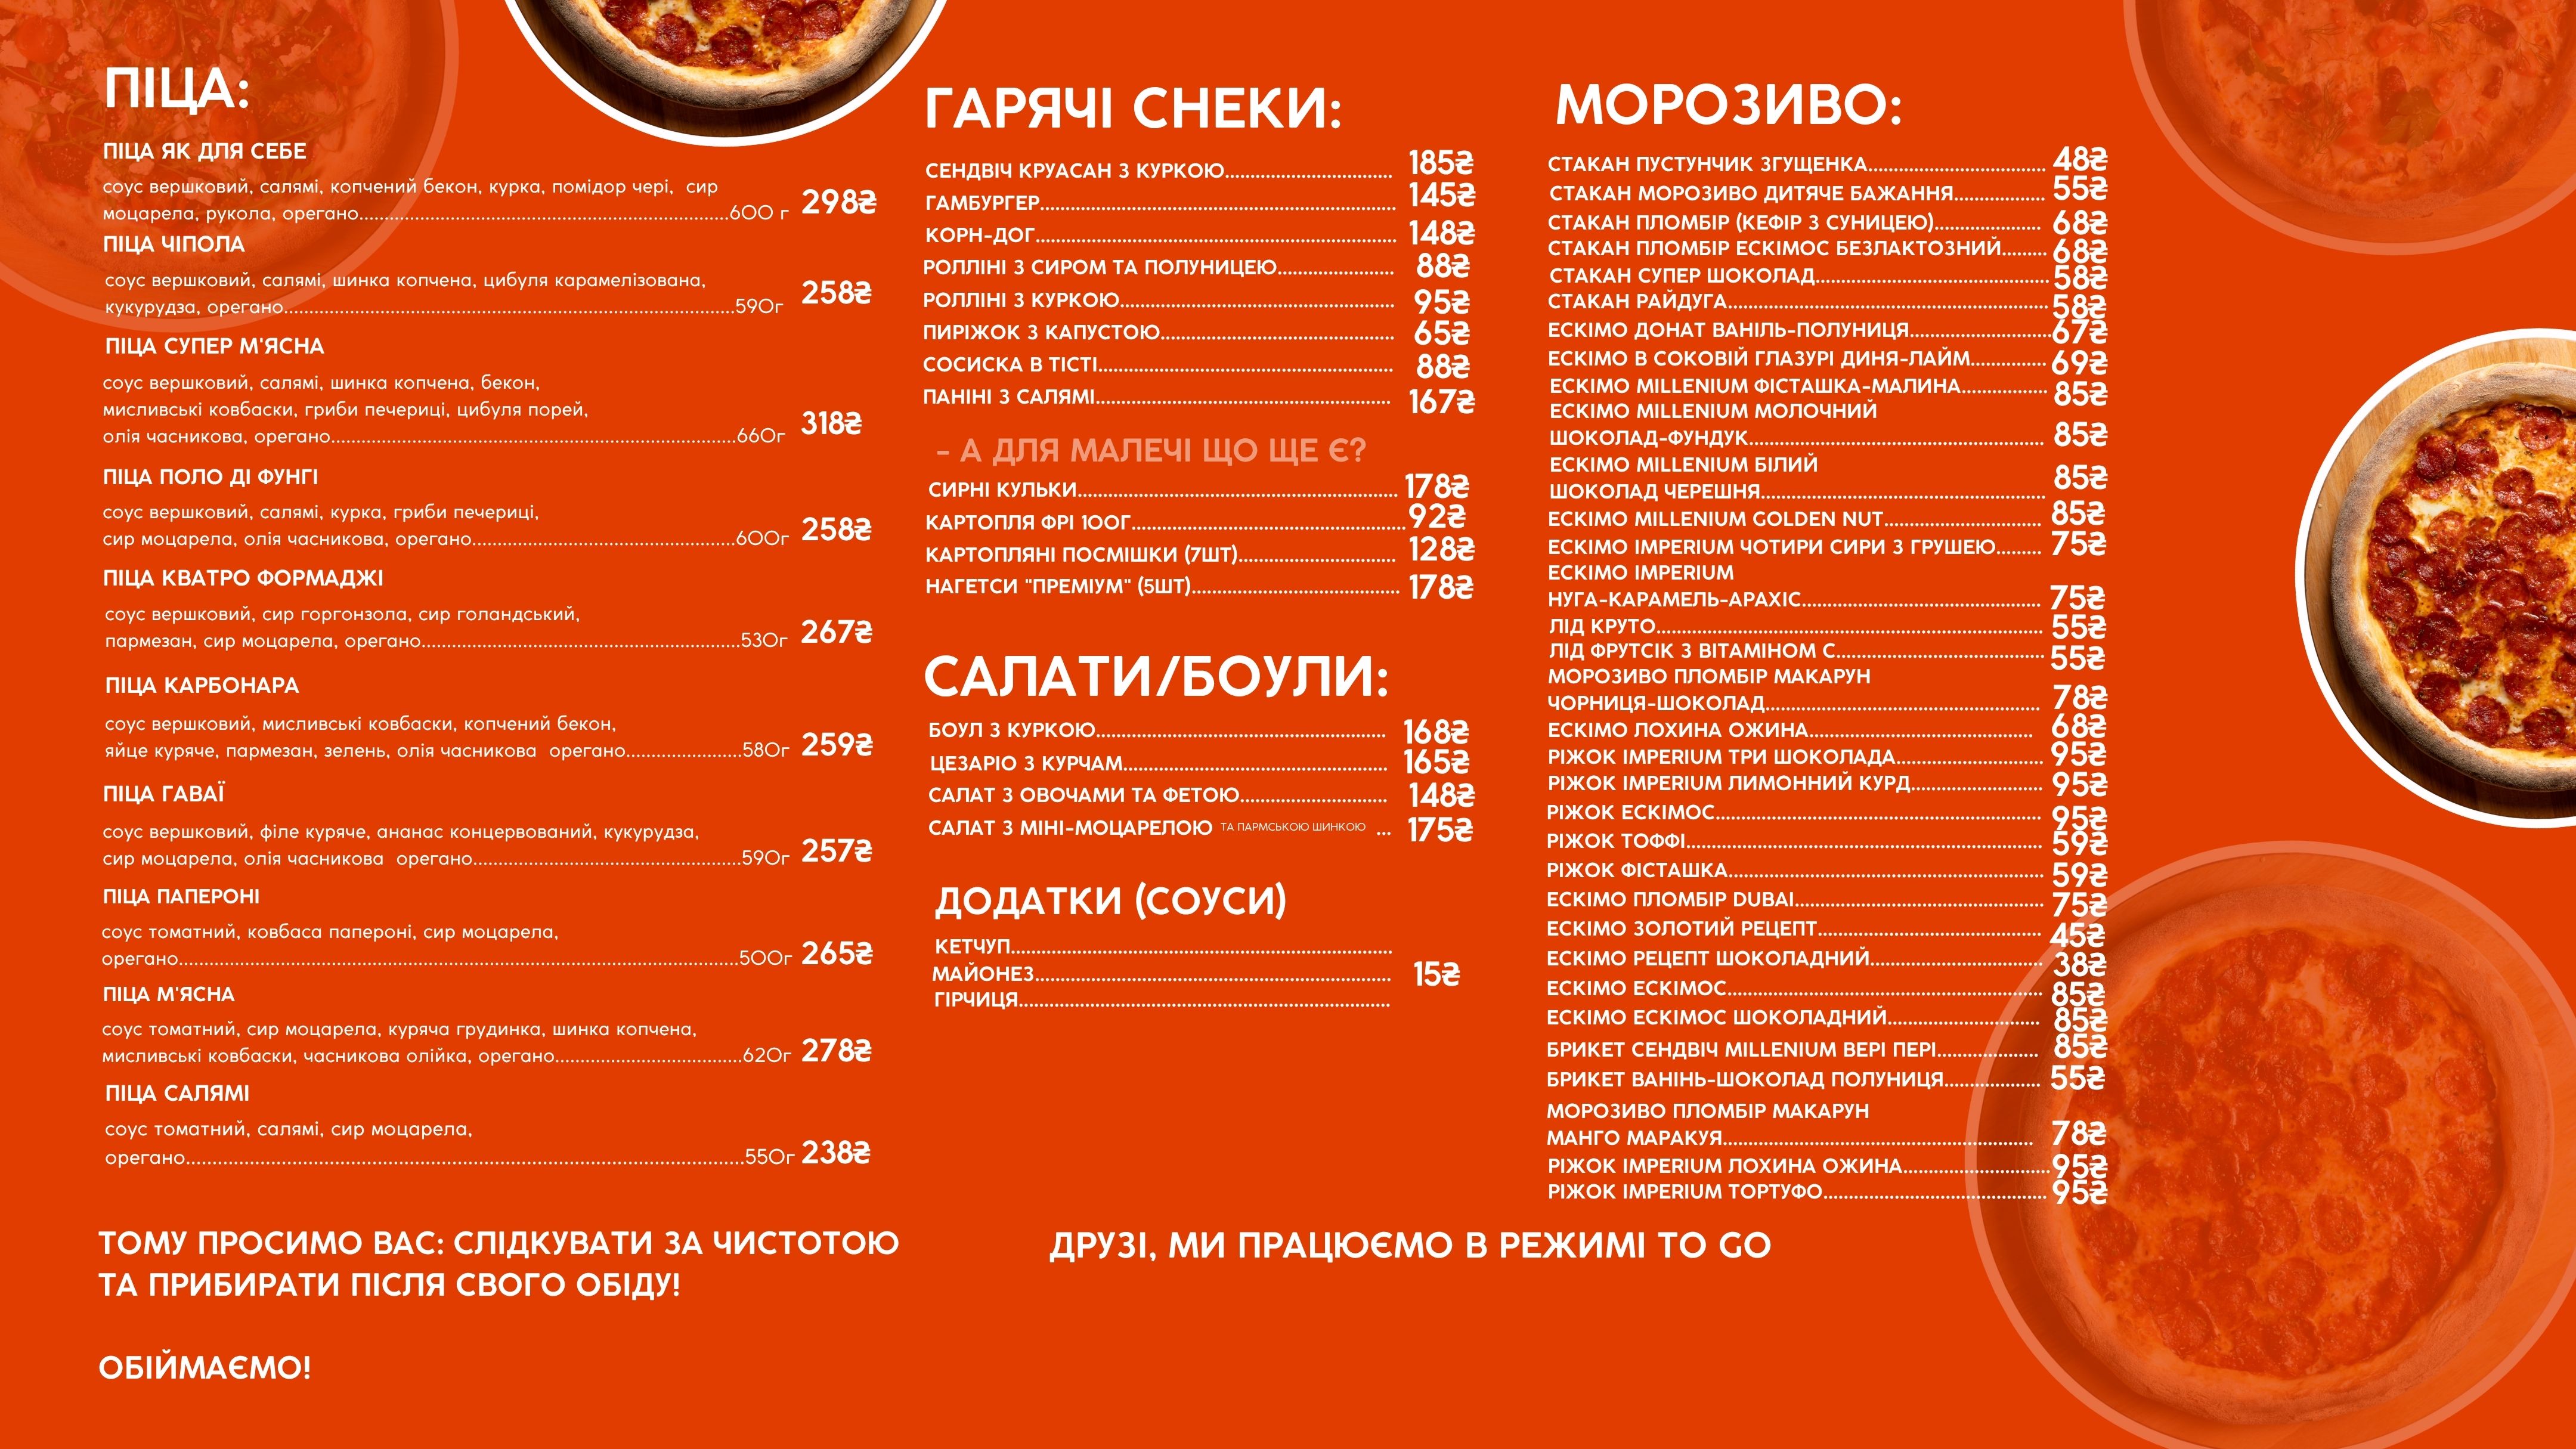 ПІЦА:
ПІЦА ЯК ДЛЯ СЕБЕ
соус вершковий, салямі, копчений бекон, курка, помідор чері, сир
моцарела, рукола, орегано..........600 г 298₴
ПІЦА ЧІПОЛА
соус вершковий, салямі, шинка копчена, цибуля карамелізована,
кукурудза, орегано..........590г 258₴
ПІЦА СУПЕР М'ЯСНА
соус вершковий, салямі, шинка копчена, бекон,
мисливські ковбаски, гриби печериці, цибуля порей,
олія часникова, орегано..........660г 318₴
ПІЦА ПОЛО ДІ ФУНГІ
соус вершковий, салямі, курка, гриби печериці,
сир моцарела, олія часникова, орегано..........600г 258₴
ПІЦА КВАТРО ФОРМАДЖІ
соус вершковий, сир горгонзола, сир голандський,
пармезан, сир моцарела, орегано..........530г 267₴
ПІЦА КАРБОНАРА
соус вершковий, мисливські ковбаски, копчений бекон,
яйце куряче, пармезан, зелень, олія часникова орегано..........580г 259₴
ПІЦА ГАВАЇ
соус вершковий, філе куряче, ананас концервований, кукурудза,
сир моцарела, олія часникова орегано..........590г 257₴
ПІЦА ПАПЕРОНІ
соус томатний, ковбаса папероні, сир моцарела,
орегано..........500г 265₴
ПІЦА М'ЯСНА
соус томатний, сир моцарела, куряча грудинка, шинка копчена,
мисливські ковбаски, часникова олійка, орегано..........620г 278₴
ПІЦА САЛЯМІ
соус томатний, салямі, сир моцарела,
орегано..........550г 238₴
ТОМУ ПРОСИМО ВАС: СЛІДКУВАТИ ЗА ЧИСТОТОЮ
ТА ПРИБИРАТИ ПІСЛЯ СВОГО ОБІДУ!
ОБІЙМАЄМО!
ГАРЯЧІ СНЕКИ:
СЕНДВІЧ КРУАСАН З КУРКОЮ.......... 185₴
ГАМБУРГЕР.......... 145₴
КОРН-ДОГ.......... 148₴
РОЛЛІНІ З СИРОМ ТА ПОЛУНИЦЕЮ.......... 88₴
РОЛЛІНІ З КУРКОЮ.......... 95₴
ПИРІЖОК З КАПУСТОЮ.......... 65₴
СОСИСКА В ТІСТІ.......... 88₴
ПАНІНІ З САЛЯМІ.......... 167₴
- А ДЛЯ МАЛЕЧІ ЩО ЩЕ Є?
СИРНІ КУЛЬКИ.......... 178₴
КАРТОПЛЯ ФРІ 100Г.......... 92₴
КАРТОПЛЯНІ ПОСМІШКИ (7ШТ).......... 128₴
НАГЕТСИ "ПРЕМІУМ" (5ШТ).......... 178₴
САЛАТИ/БОУЛИ:
БОУЛ З КУРКОЮ.......... 168₴
ЦЕЗАРІО З КУРЧАМ.......... 165₴
САЛАТ З ОВОЧАМИ ТА ФЕТОЮ.......... 148₴
САЛАТ З МІНІ-МОЦАРЕЛОЮ ТА ПАРМСЬКОЮ ШИНКОЮ ... 175₴
ДОДАТКИ (СОУСИ)
КЕТЧУП..........
МАЙОНЕЗ.......... 15₴
ГІРЧИЦЯ..........
ДРУЗІ, МИ ПРАЦЮЄМО В РЕЖИМІ TO GO
МОРОЗИВО:
СТАКАН ПУСТУНЧИК ЗГУЩЕНКА.......... 48₴
СТАКАН МОРОЗИВО ДИТЯЧЕ БАЖАННЯ.......... 55₴
СТАКАН ПЛОМБІР (КЕФІР З СУНИЦЕЮ).......... 68₴
СТАКАН ПЛОМБІР ЕСКІМОС БЕЗЛАКТОЗНИЙ.......... 68₴
СТАКАН СУПЕР ШОКОЛАД.......... 58₴
СТАКАН РАЙДУГА.......... 58₴
ЕСКІМО ДОНАТ ВАНІЛЬ-ПОЛУНИЦЯ.......... 67₴
ЕСКІМО В СОКОВІЙ ГЛАЗУРІ ДИНЯ-ЛАЙМ.......... 69₴
ЕСКІМО MILLENIUM ФІСТАШКА-МАЛИНА.......... 85₴
ЕСКІМО MILLENIUM МОЛОЧНИЙ
ШОКОЛАД-ФУНДУК.......... 85₴
ЕСКІМО MILLENIUM БІЛИЙ
ШОКОЛАД ЧЕРЕШНЯ.......... 85₴
ЕСКІМО MILLENIUM GOLDEN NUT.......... 85₴
ЕСКІМО IMPERIUM ЧОТИРИ СИРИ З ГРУШЕЮ.......... 75₴
ЕСКІМО IMPERIUM
НУГА-КАРАМЕЛЬ-АРАХІС.......... 75₴
ЛІД КРУТО.......... 55₴
ЛІД ФРУТСІК З ВІТАМІНОМ С.......... 55₴
МОРОЗИВО ПЛОМБІР МАКАРУН
ЧОРНИЦЯ-ШОКОЛАД.......... 78₴
ЕСКІМО ЛОХИНА ОЖИНА.......... 68₴
РІЖОК IMPERIUM ТРИ ШОКОЛАДА.......... 95₴
РІЖОК IMPERIUM ЛИМОННИЙ КУРД.......... 95₴
РІЖОК ЕСКІМОС.......... 95₴
РІЖОК ТОФФІ.......... 59₴
РІЖОК ФІСТАШКА.......... 59₴
ЕСКІМО ПЛОМБІР DUBAI.......... 75₴
ЕСКІМО ЗОЛОТИЙ РЕЦЕПТ.......... 45₴
ЕСКІМО РЕЦЕПТ ШОКОЛАДНИЙ.......... 38₴
ЕСКІМО ЕСКІМОС.......... 85₴
ЕСКІМО ЕСКІМОС ШОКОЛАДНИЙ.......... 85₴
БРИКЕТ СЕНДВІЧ MILLENIUM ВЕРІ ПЕРІ.......... 85₴
БРИКЕТ ВАНІНЬ-ШОКОЛАД ПОЛУНИЦЯ.......... 55₴
МОРОЗИВО ПЛОМБІР МАКАРУН
МАНГО МАРАКУЯ.......... 78₴
РІЖОК IMPERIUM ЛОХИНА ОЖИНА.......... 95₴
РІЖОК IMPERIUM ТОРТУФО.......... 95₴